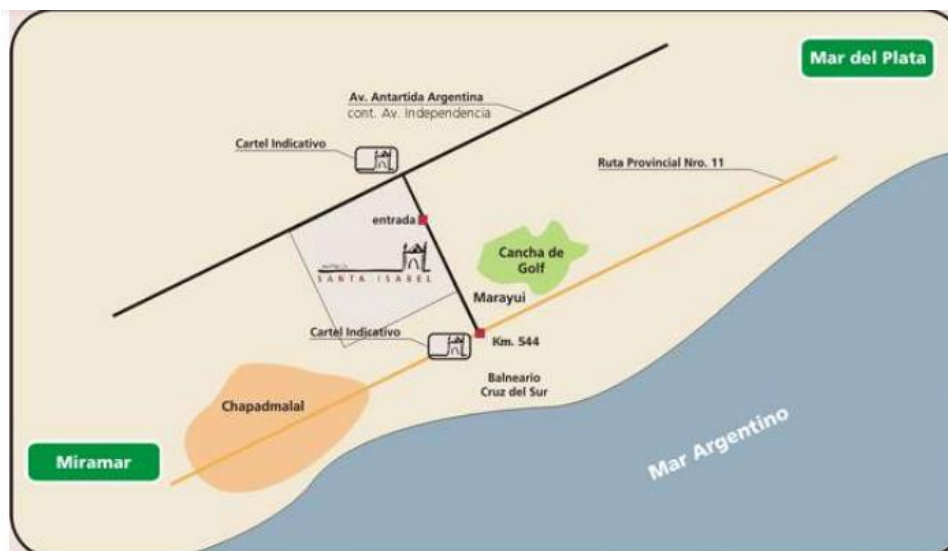 Mar del Plata
Av. Antartida Argentina
cont. Av. Independencia
Cartel Indicativo
Ruta Provincial Nro. 11
entrada
Cancha de
Golf
SANTA ISABEL
Marayui
Cartel Indicativo
Km. 544
Balneario
Cruz del Sur
Chapadmalal
Mar Argentino
Miramar